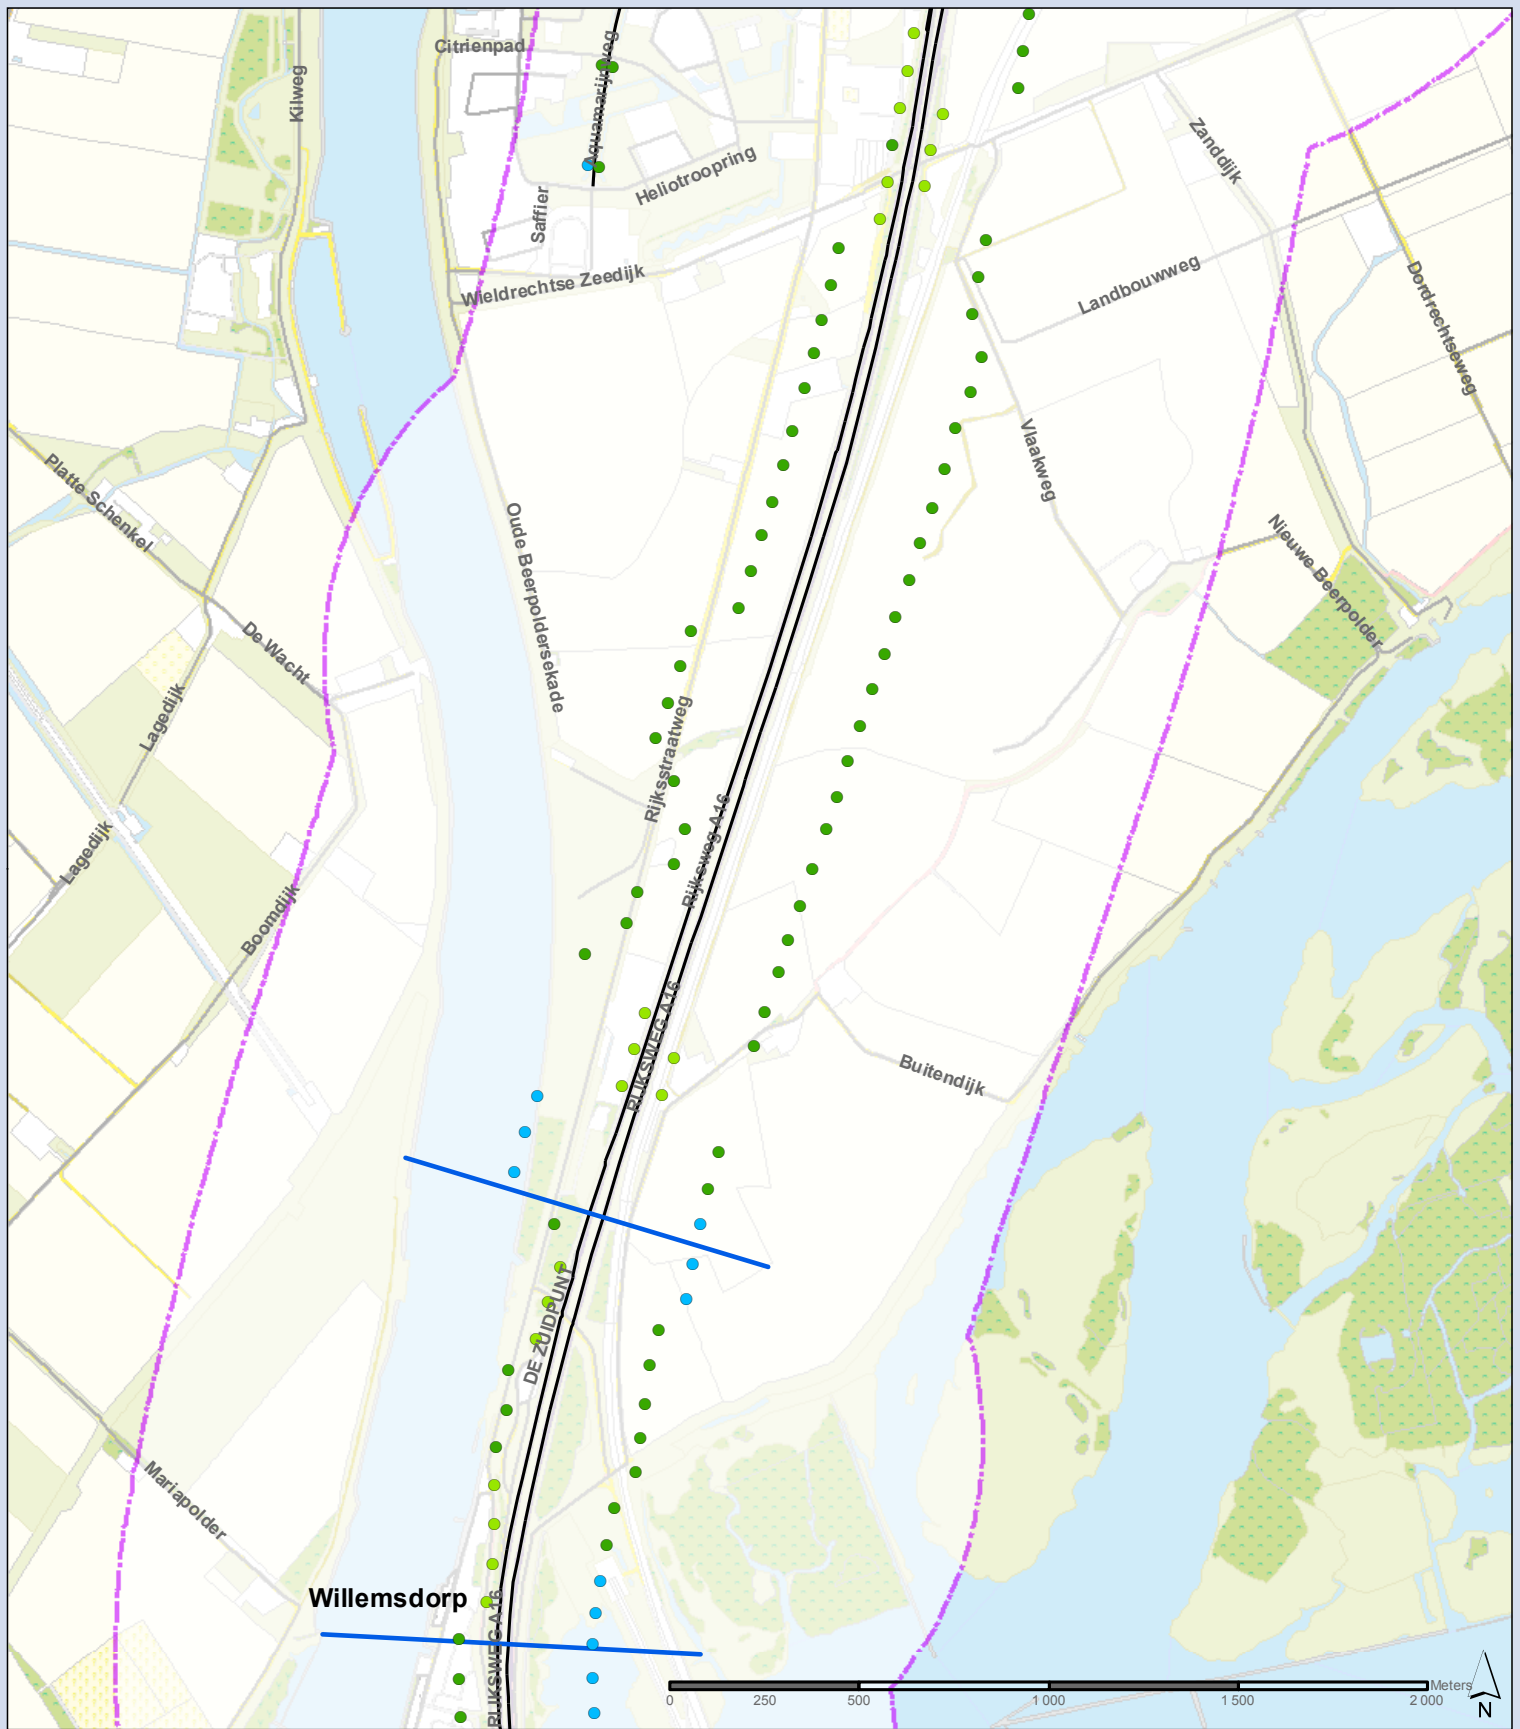 Citrienpad
Kilweg
Aquamarijnweg
Heliotroopring
Saffier
Zanddijk
Wieldrechtse Zeedijk
Landbouwweg
Dordrechtseweg
Platte Schenkel
Vlaakweg
Oude Beerpoldersekade
Nieuwe Beerpolder
De Wacht
Lagedijk
Rijksstraatweg
Rijksweg A16
Lagedijk
Boomdijk
RIJKSWEG A16
Buitendijk
DE ZUIDPUNT
Mariapolder
Willemsdorp
RIJKSWEG A16
Meters
0 250 500 1 000 1 500 2 000
N